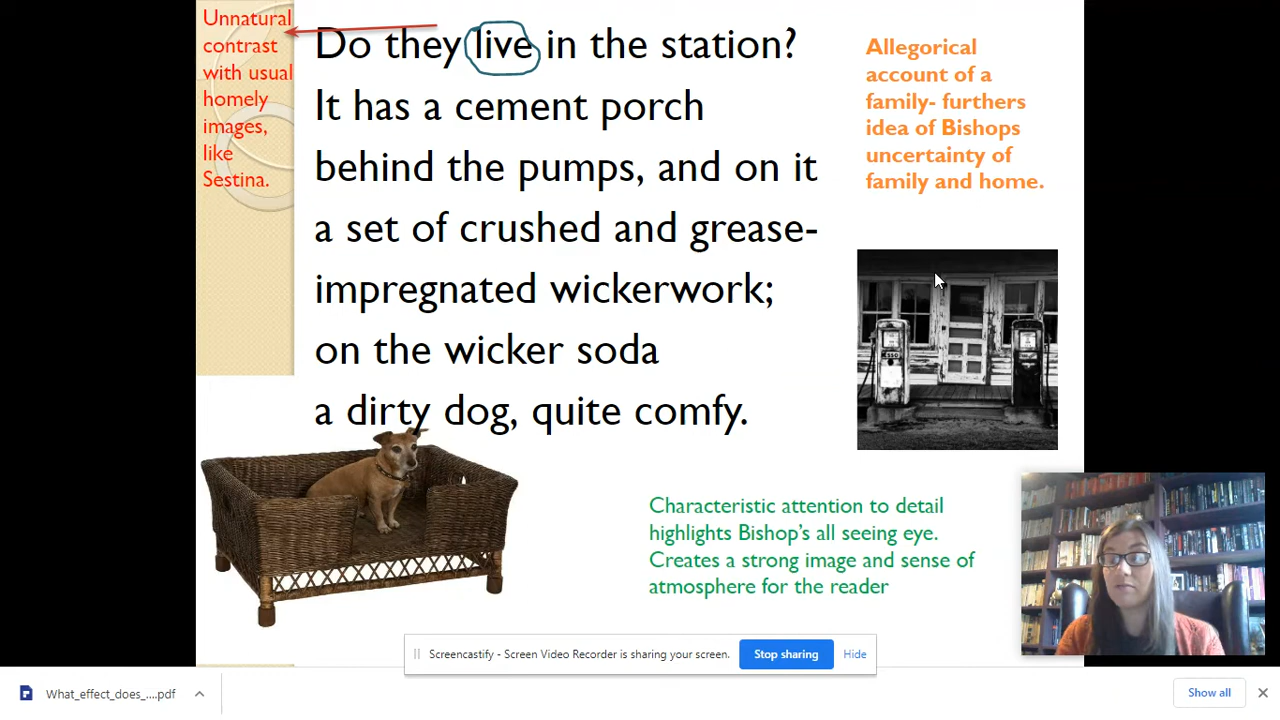 Unnatural
contrast
with usual
homely
images,
like
Sestina.
Do they live in the station?
It has a cement porch
behind the pumps, and on it
a set of crushed and grease-
impregnated wickerwork;
on the wicker soda
a dirty dog, quite comfy.
Allegorical
account of a
family- furthers
idea of Bishops
uncertainty of
family and home.
ESSO
Characteristic attention to detail
highlights Bishop's all seeing eye.
Creates a strong image and sense of
atmosphere for the reader
Screencastify - Screen Video Recorder is sharing your screen.
Stop sharing
Hide
What_effect_does_....pdf
Show all